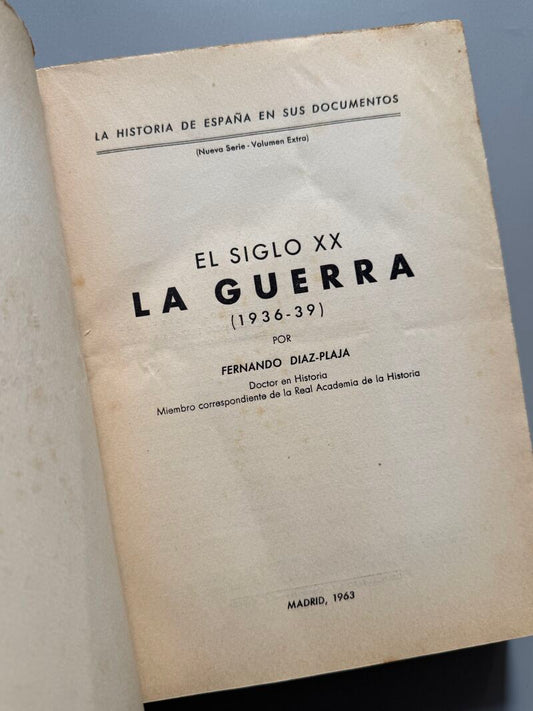 LA HISTORIA DE ESPAÑA EN SUS DOCUMENTOS
(Nueva Serie - Volumen Extra)
EL SIGLO XX
LA GUERRA
(1936-39)
POR
FERNANDO DIAZ-PLAJA
Doctor en Historia
Miembro correspondiente de la Real Academia de la Historia
MADRID, 1963